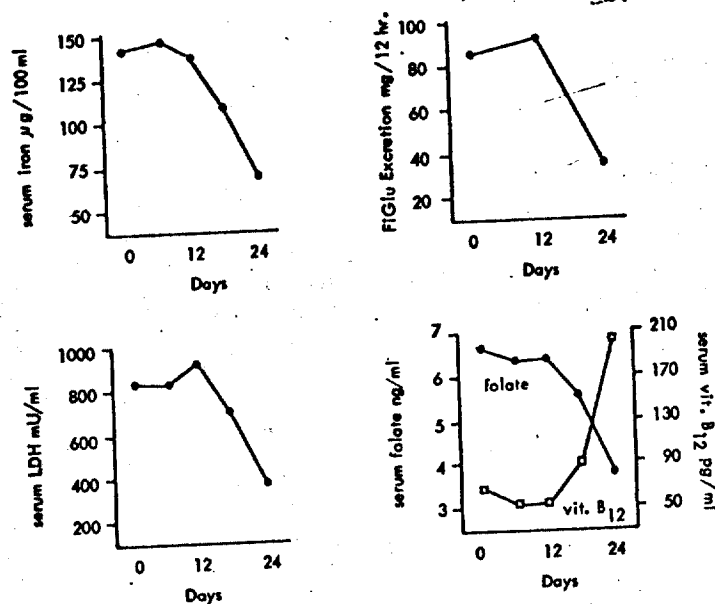 serum iron µg/100ml
150
125
100
75
50
0 12 24
Days
FiGlu Excretion mg/12 hr.
100
80
60
40
20
0 12 24
Days
serum LDH mU/ml
1000
800
600
400
200
0 12 24
Days
serum folate ng/ml
7
6
5
4
3
folate
vit. B12
210
170
130
90
50
serum vit. B12 pg/ml
0 12 24
Days